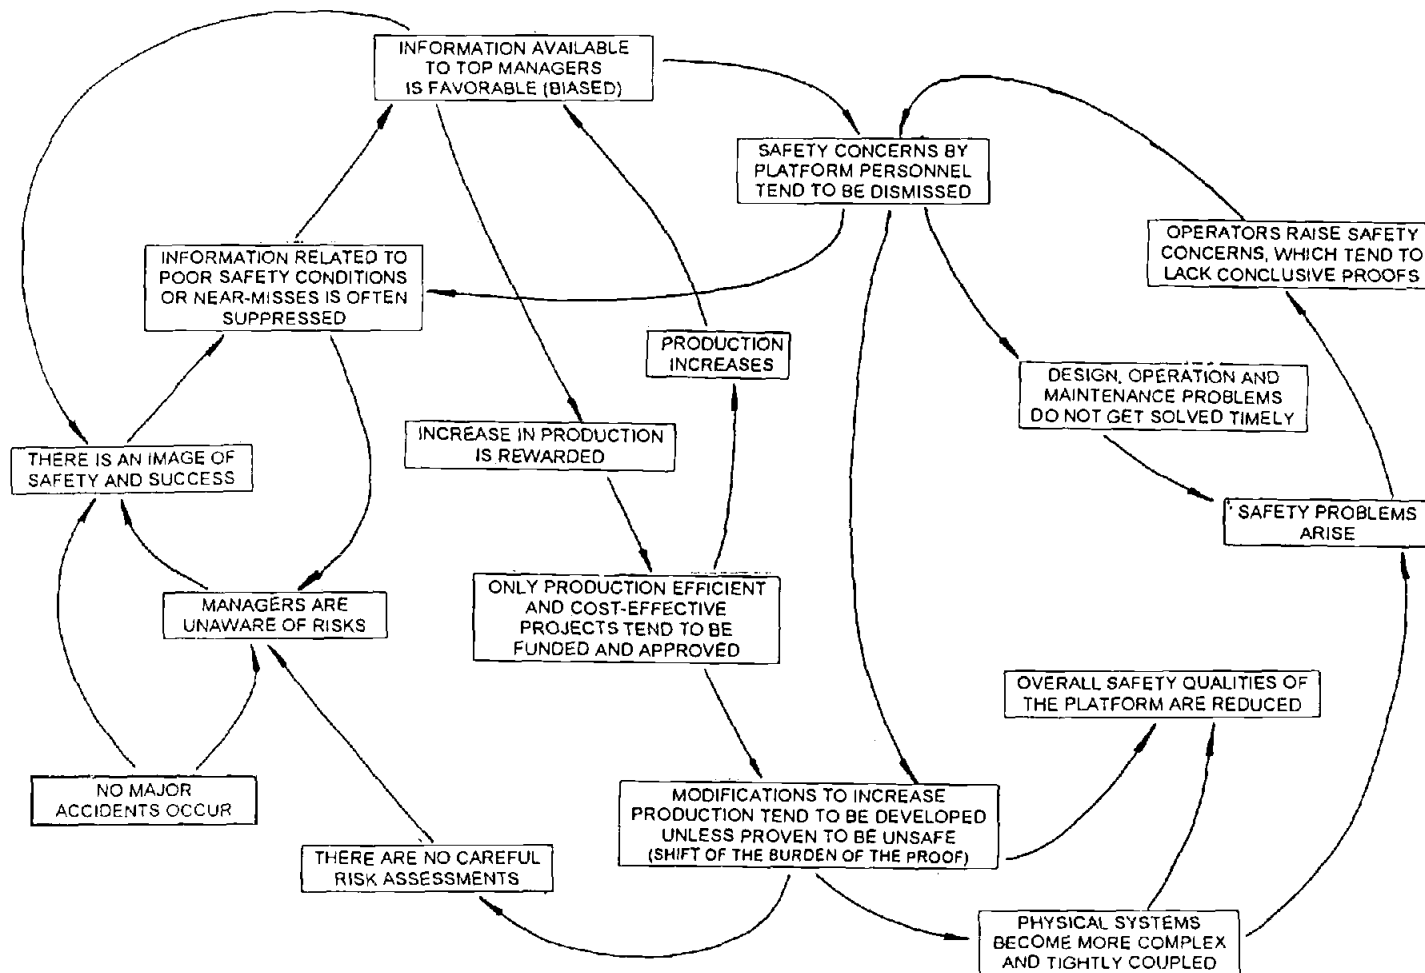 INFORMATION AVAILABLE
TO TOP MANAGERS
IS FAVORABLE (BIASED)
SAFETY CONCERNS BY
PLATFORM PERSONNEL
TEND TO BE DISMISSED
OPERATORS RAISE SAFETY
CONCERNS, WHICH TEND TO
LACK CONCLUSIVE PROOFS
INFORMATION RELATED TO
POOR SAFETY CONDITIONS
OR NEAR-MISSES IS OFTEN
SUPPRESSED
PRODUCTION
INCREASES
DESIGN, OPERATION AND
MAINTENANCE PROBLEMS
DO NOT GET SOLVED TIMELY
INCREASE IN PRODUCTION
IS REWARDED
THERE IS AN IMAGE OF
SAFETY AND SUCCESS
SAFETY PROBLEMS
ARISE
ONLY PRODUCTION EFFICIENT
AND COST-EFFECTIVE
PROJECTS TEND TO BE
FUNDED AND APPROVED
MANAGERS ARE
UNAWARE OF RISKS
OVERALL SAFETY QUALITIES OF
THE PLATFORM ARE REDUCED
NO MAJOR
ACCIDENTS OCCUR
MODIFICATIONS TO INCREASE
PRODUCTION TEND TO BE DEVELOPED
UNLESS PROVEN TO BE UNSAFE
(SHIFT OF THE BURDEN OF THE PROOF)
THERE ARE NO CAREFUL
RISK ASSESSMENTS
PHYSICAL SYSTEMS
BECOME MORE COMPLEX
AND TIGHTLY COUPLED